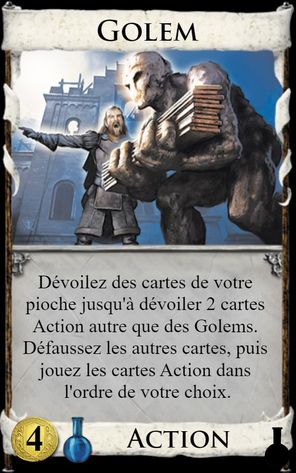 GOLEM
Dévoilez des cartes de votre
pioche jusqu'à dévoiler 2 cartes
Action autre que des Golems.
Défaussez les autres cartes, puis
jouez les cartes Action dans
l'ordre de votre choix.
4 ACTION